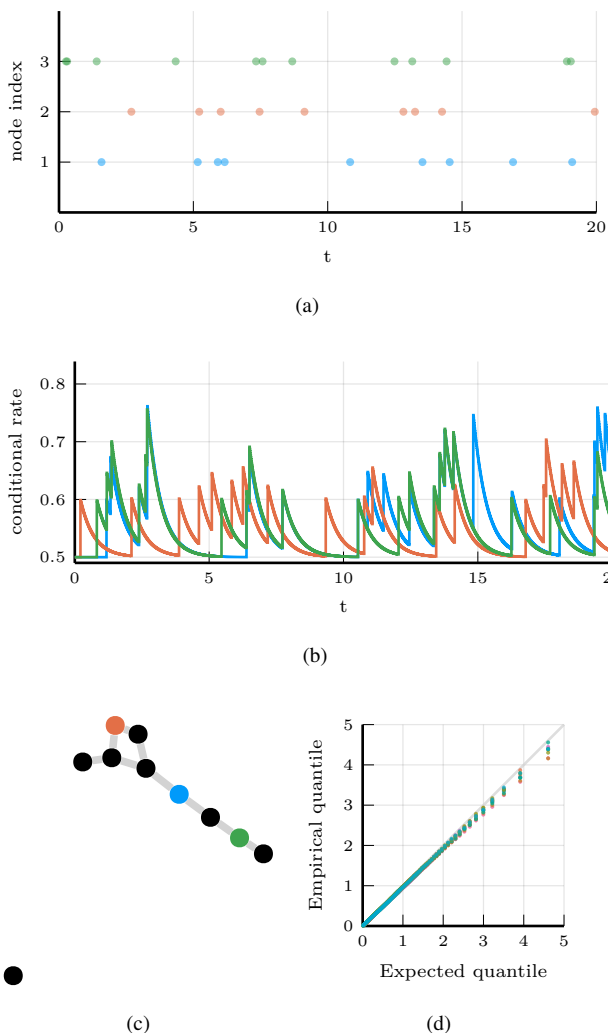 3
2
1
node index
0 5 10 15 20
t
(a)
0.8
0.7
0.6
0.5
conditional rate
0 5 10 15 20
t
(b)
5
4
3
2
1
0
Empirical quantile
0 1 2 3 4 5
Expected quantile
(c) (d)